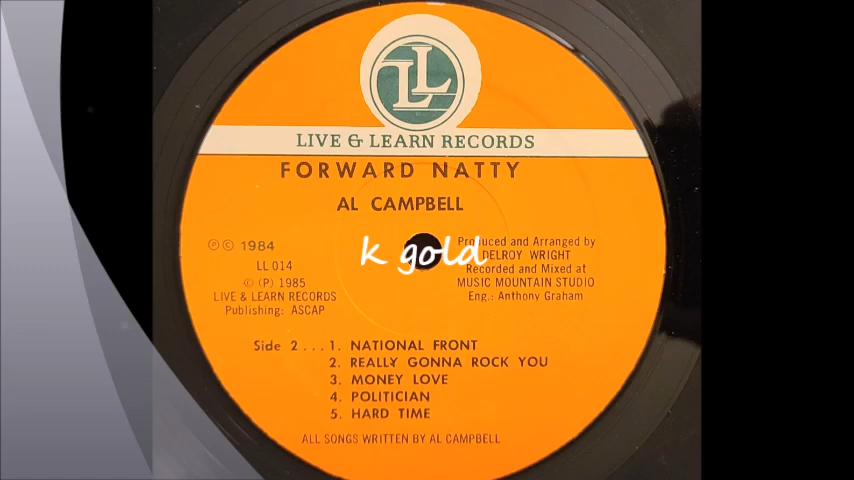 LL
LIVE & LEARN RECORDS
FORWARD NATTY
AL CAMPBELL
℗ © 1984
LL 014
© (P) 1985
LIVE & LEARN RECORDS
Publishing: ASCAP
k gold
Produced and Arranged by
DELROY WRIGHT
Recorded and Mixed at
MUSIC MOUNTAIN STUDIO
Eng.: Anthony Graham
Side 2...1. NATIONAL FRONT
2. REALLY GONNA ROCK YOU
3. MONEY LOVE
4. POLITICIAN
5. HARD TIME
ALL SONGS WRITTEN BY AL CAMPBELL